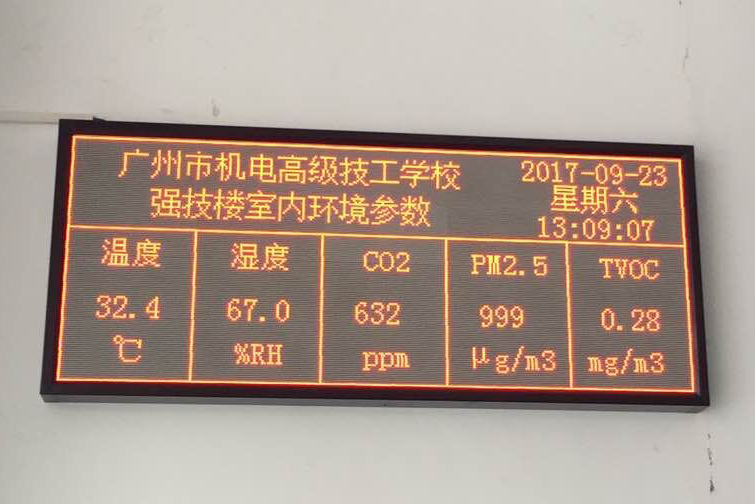 广州市机电高级技工学校
强技楼室内环境参数
2017-09-23
星期六
13:09:07
温度 湿度 CO2 PM2.5 TVOC
32.4 67.0 632 999 0.28
℃ %RH ppm μg/m3 mg/m3